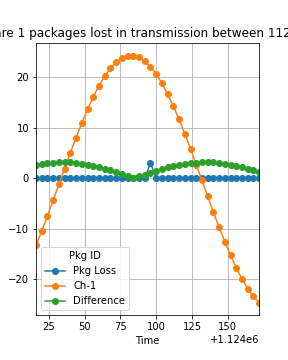 are 1 packages lost in transmission between 112
20
10
0
−10
−20
25
50
75
100
125
150
+1.124e6
Time
Pkg ID
Pkg Loss
Ch-1
Difference